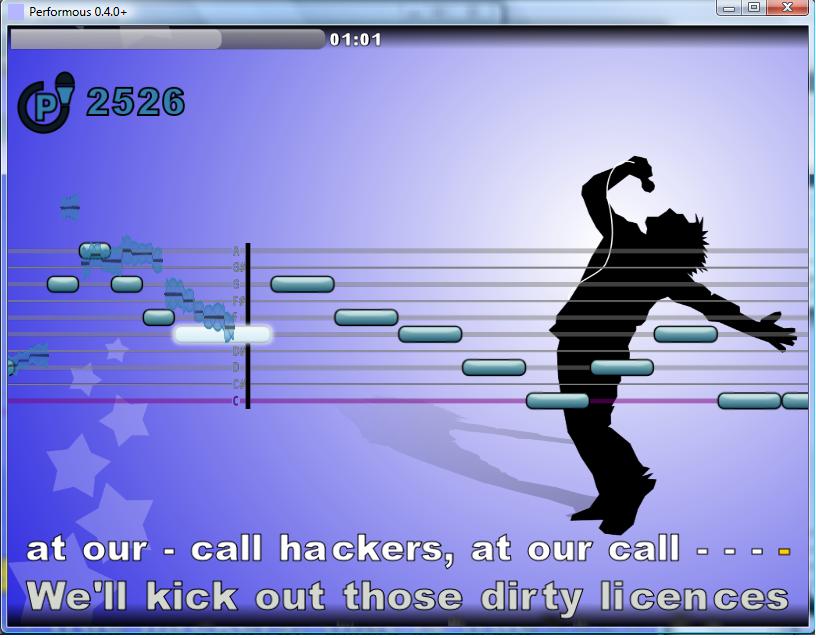 Performous 0.4.0+
01:01
P 2526
A
G#
G
F#
F
D#
D
C#
C
at our - call hackers, at our call - - - -
We'll kick out those dirty licences